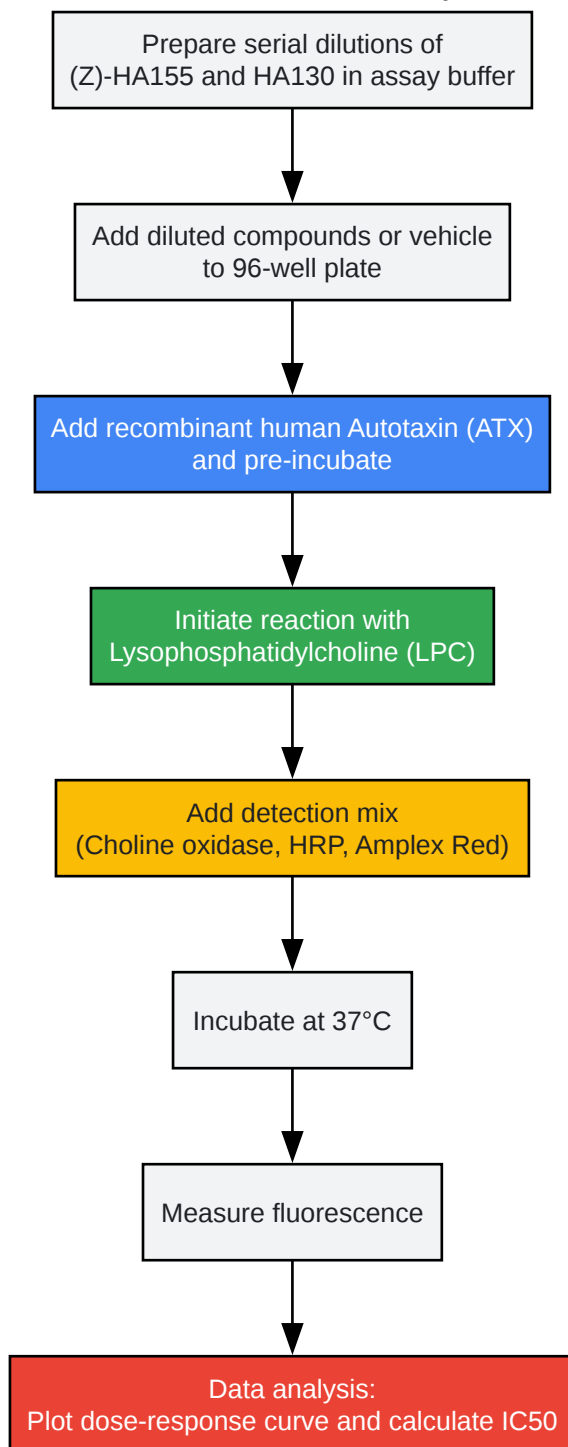 Prepare serial dilutions of
(Z)-HA155 and HA130 in assay buffer
Add diluted compounds or vehicle
to 96-well plate
Add recombinant human Autotaxin (ATX)
and pre-incubate
Initiate reaction with
Lysophosphatidylcholine (LPC)
Add detection mix
(Choline oxidase, HRP, Amplex Red)
Incubate at 37°C
Measure fluorescence
Data analysis:
Plot dose-response curve and calculate IC50